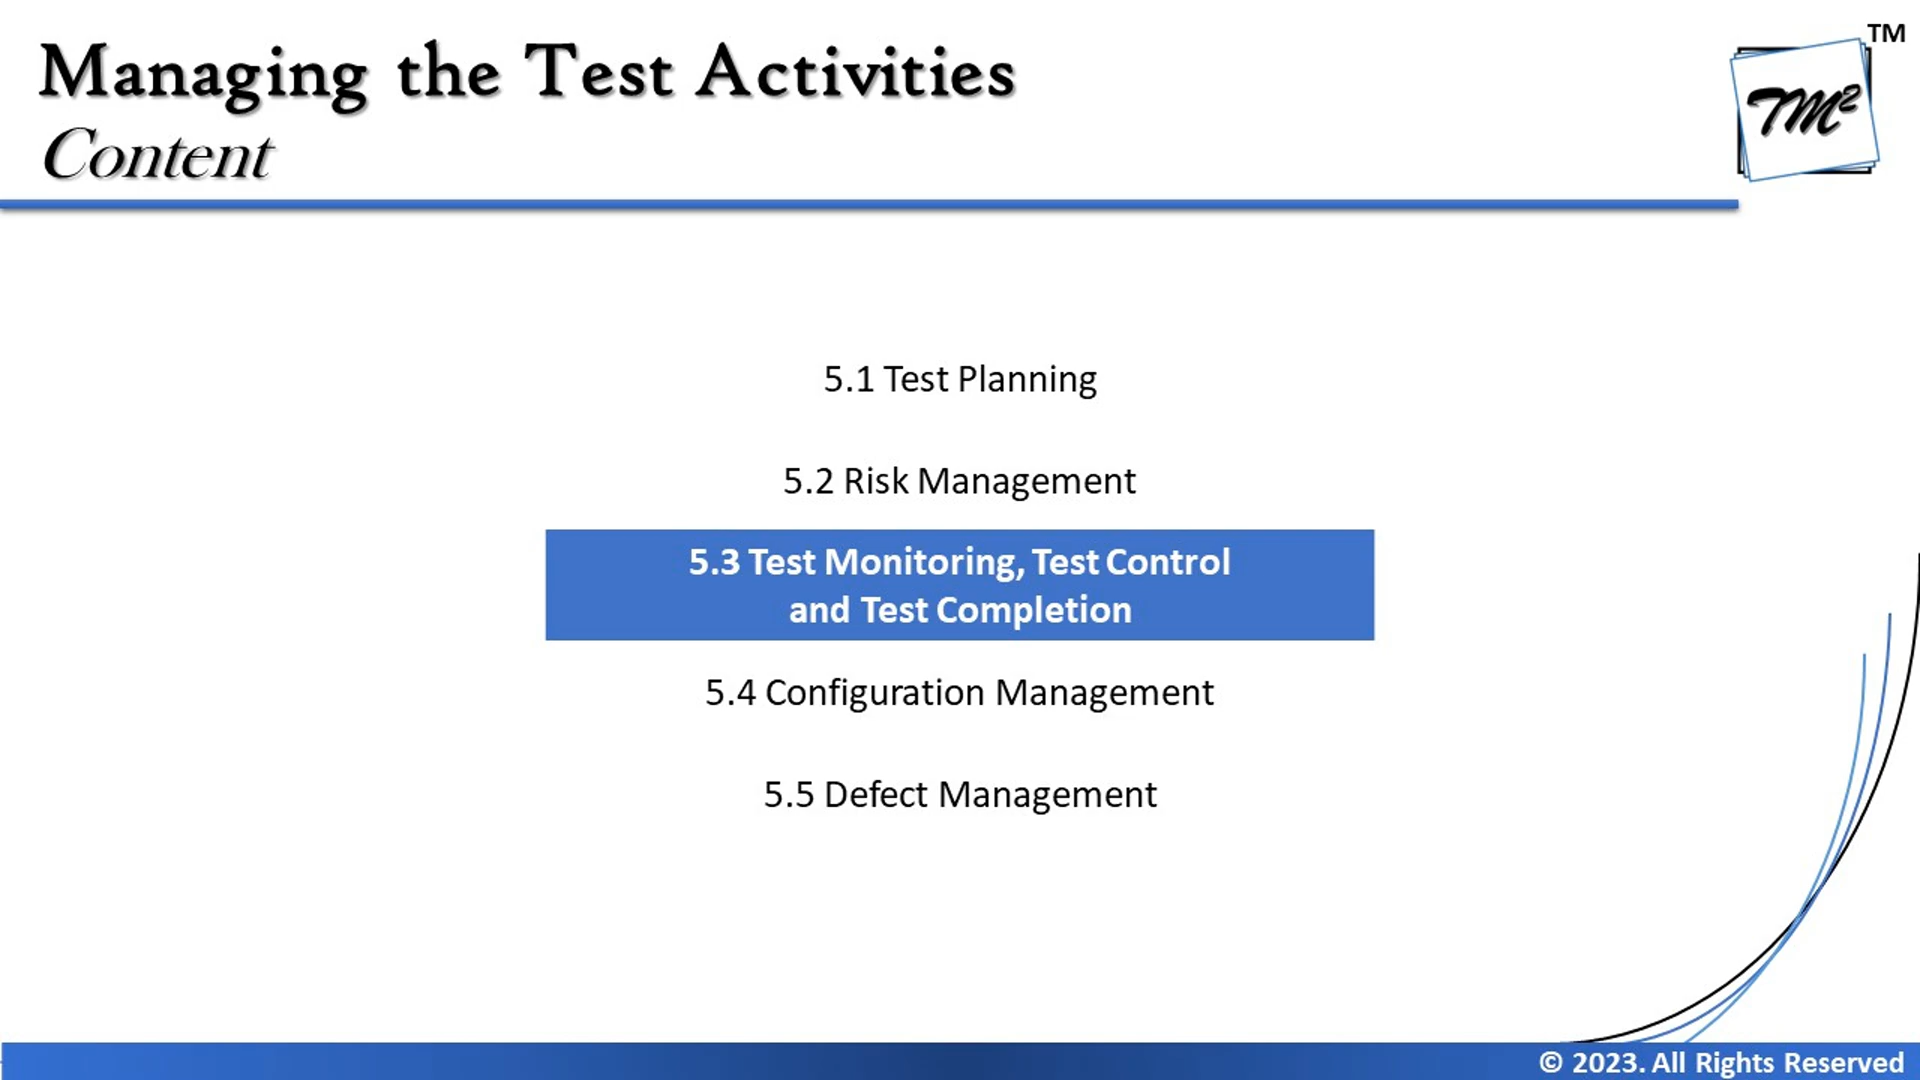 Managing the Test Activities
Content
TM
TM²
5.1 Test Planning
5.2 Risk Management
5.3 Test Monitoring, Test Control
and Test Completion
5.4 Configuration Management
5.5 Defect Management
© 2023. All Rights Reserved